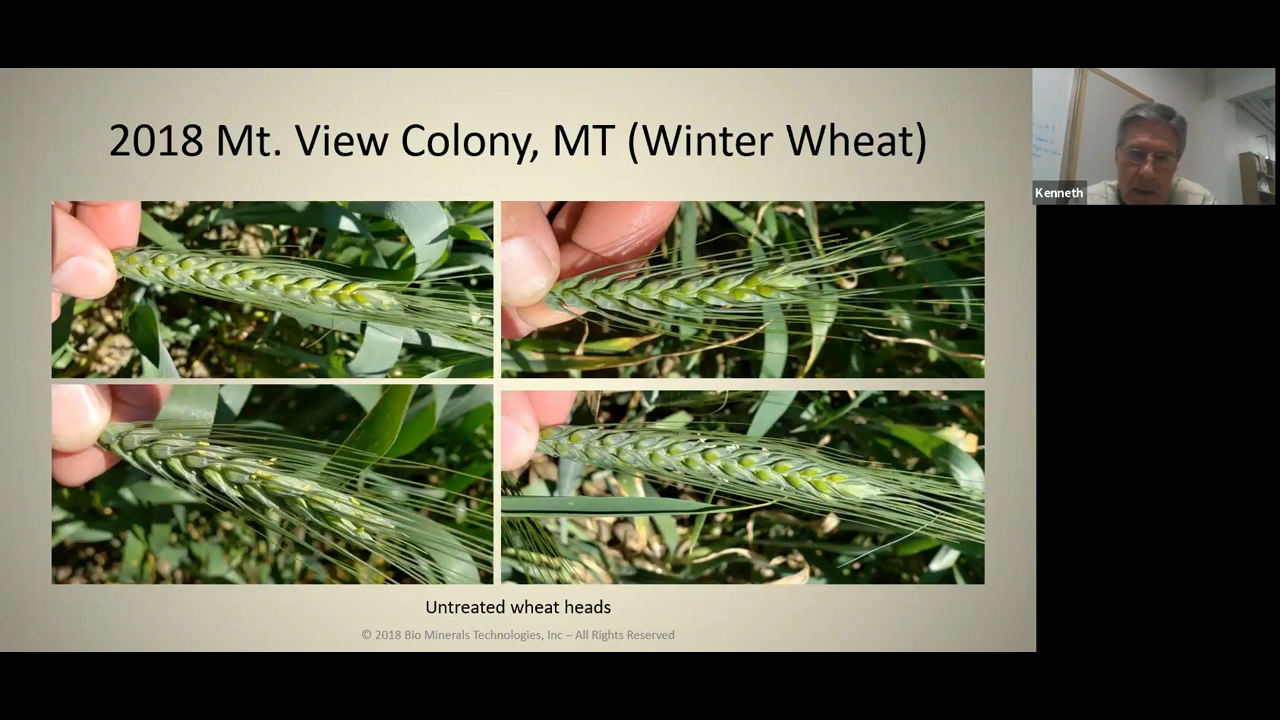 2018 Mt. View Colony, MT (Winter Wheat)
Kenneth
Untreated wheat heads
© 2018 Bio Minerals Technologies, Inc – All Rights Reserved